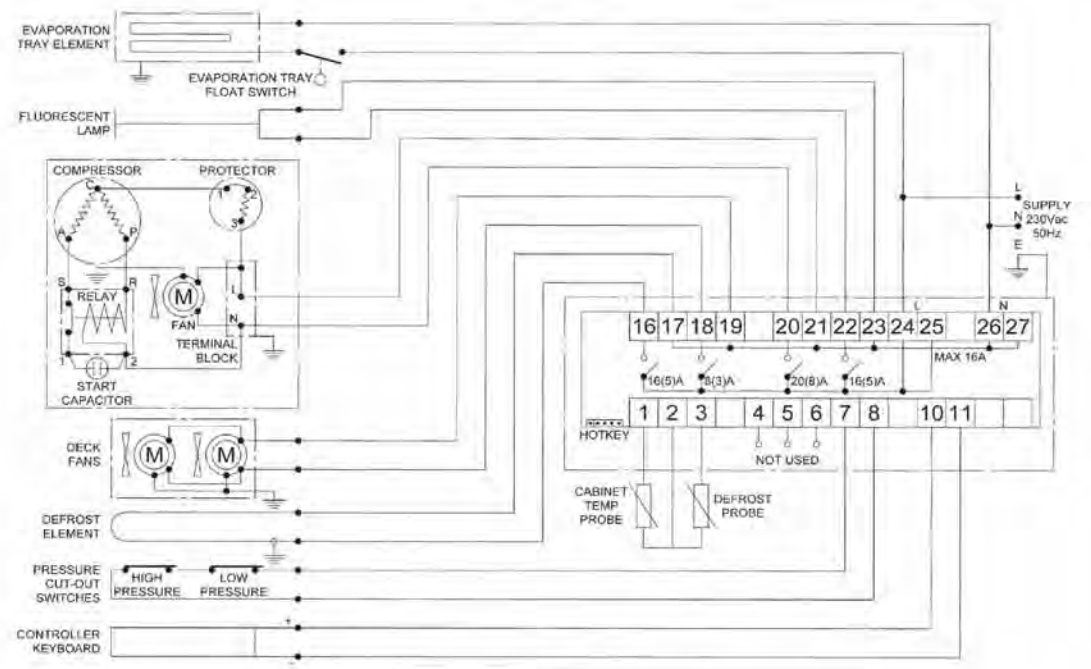 EVAPORATION
TRAY ELEMENT
EVAPORATION TRAY
FLOAT SWITCH
FLUORESCENT
LAMP
COMPRESSOR
PROTECTOR
C
1
2
3
A
P
S
R
RELAY
M
FAN
L
N
TERMINAL
BLOCK
1
2
START
CAPACITOR
L
SUPPLY
N 230Vac
50Hz
E
L
N
16 17 18 19 20 21 22 23 24 25 26 27
MAX 16A
16(5)A
8(3)A
20(8)A
16(5)A
1 2 3 4 5 6 7 8 10 11
HOTKEY
NOT USED
DECK
FANS
M
M
CABINET
TEMP
PROBE
DEFROST
PROBE
DEFROST
ELEMENT
PRESSURE
CUT-OUT
SWITCHES
HIGH
PRESSURE
LOW
PRESSURE
CONTROLLER
KEYBOARD
+
-